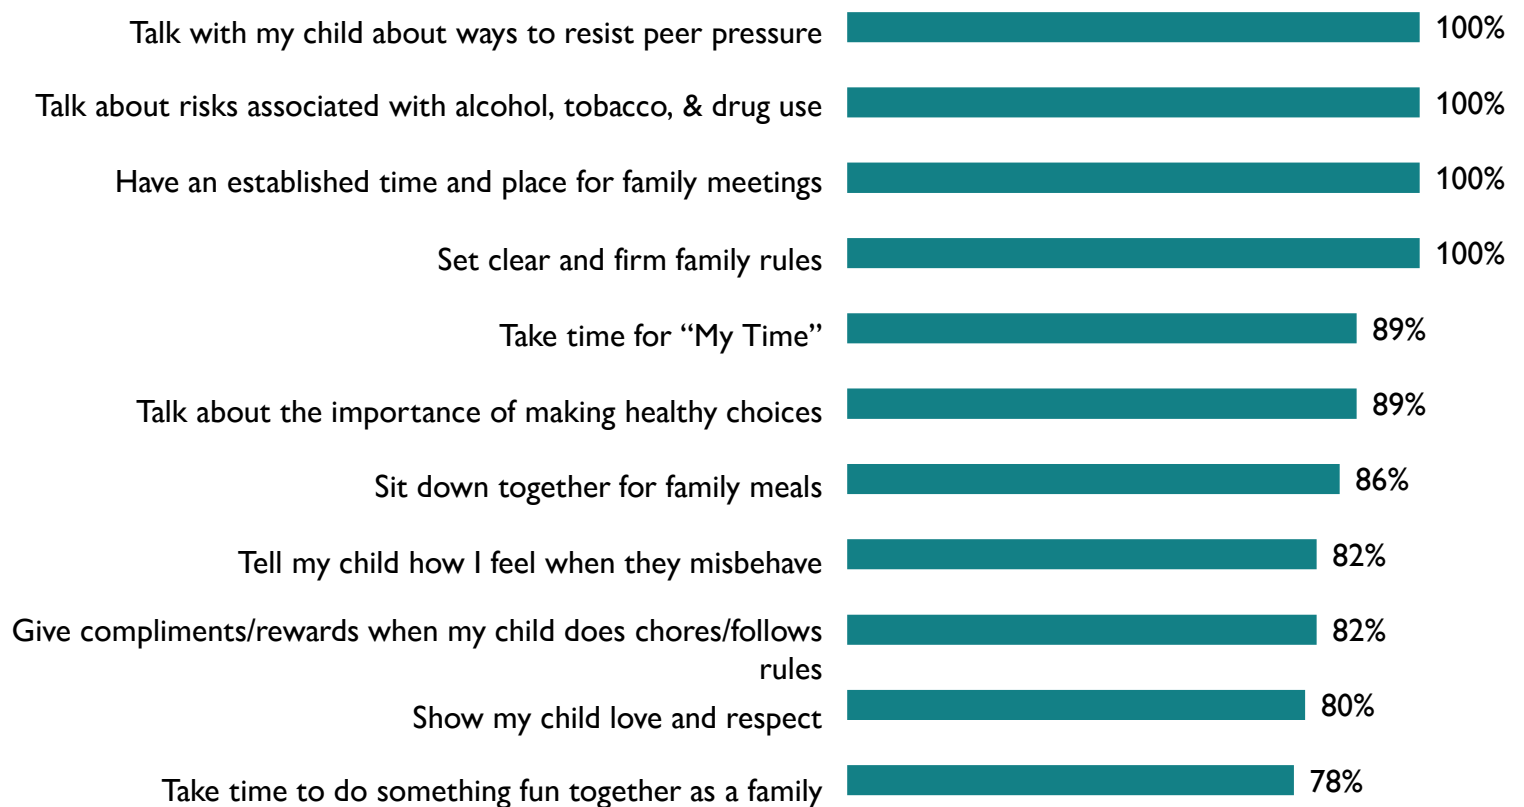 Talk with my child about ways to resist peer pressure 100%
Talk about risks associated with alcohol, tobacco, & drug use 100%
Have an established time and place for family meetings 100%
Set clear and firm family rules 100%
Take time for “My Time” 89%
Talk about the importance of making healthy choices 89%
Sit down together for family meals 86%
Tell my child how I feel when they misbehave 82%
Give compliments/rewards when my child does chores/follows 82%
rules
Show my child love and respect 80%
Take time to do something fun together as a family 78%